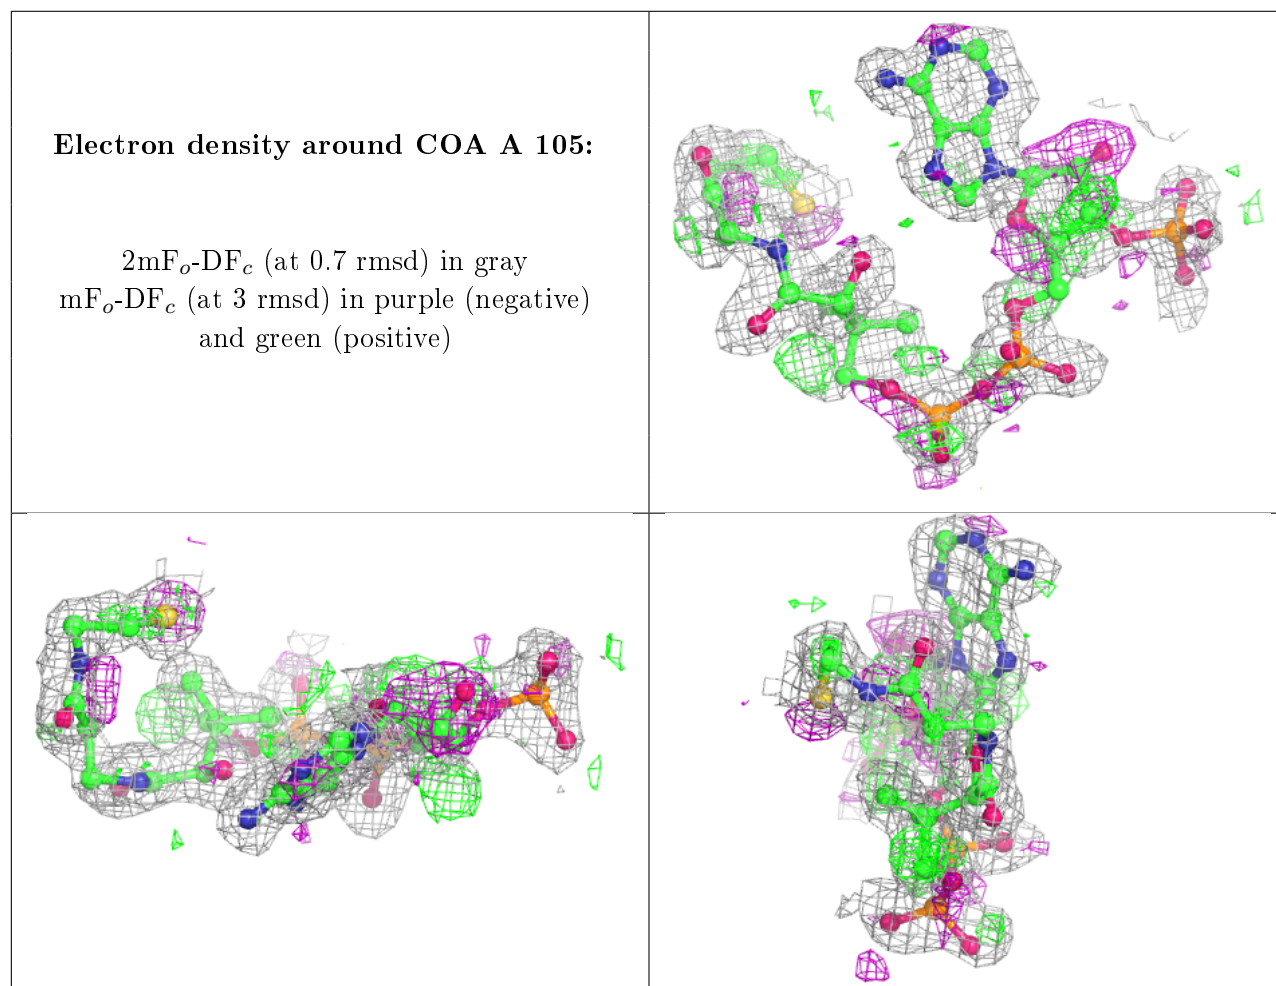 Electron density around COA A 105:
2mFo-DFc (at 0.7 rmsd) in gray
mFo-DFc (at 3 rmsd) in purple (negative)
and green (positive)